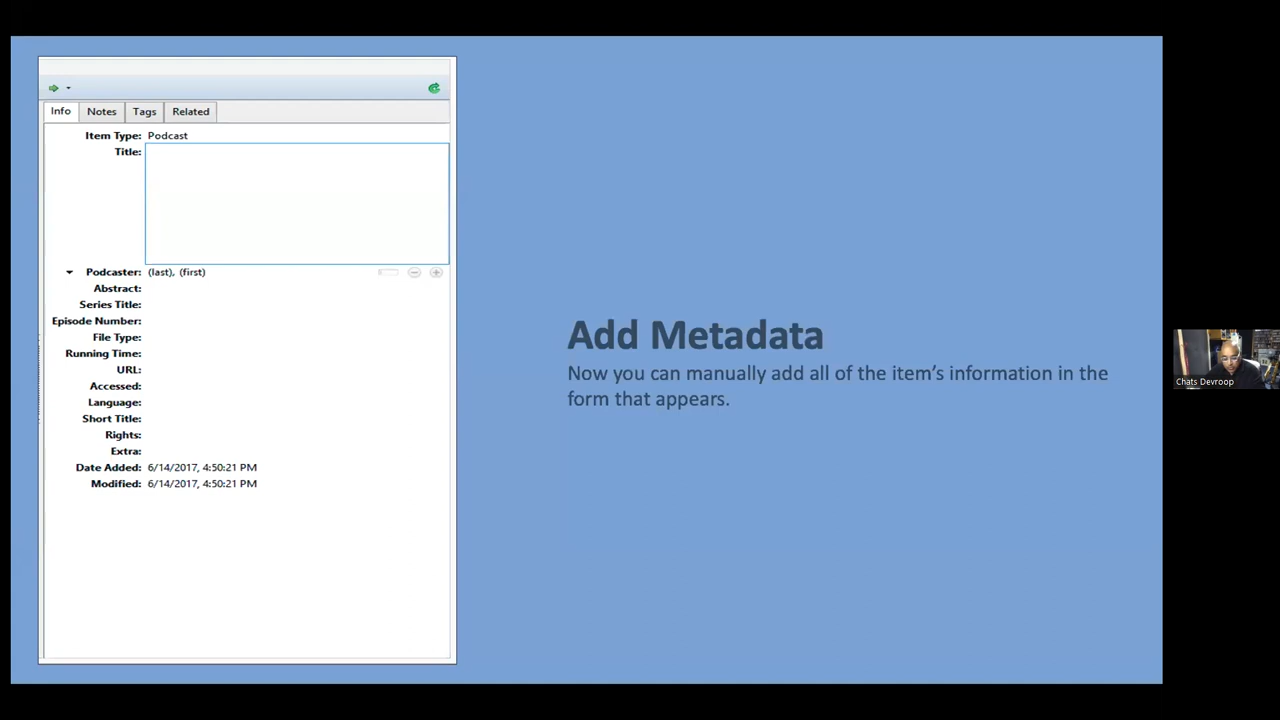 Info Notes Tags Related
Item Type: Podcast
Title:
Podcaster: (last), (first)
Abstract:
Series Title:
Episode Number:
File Type:
Running Time:
URL:
Accessed:
Language:
Short Title:
Rights:
Extra:
Date Added: 6/14/2017, 4:50:21 PM
Modified: 6/14/2017, 4:50:21 PM
Add Metadata
Now you can manually add all of the item’s information in the
form that appears.
Chats Devroop